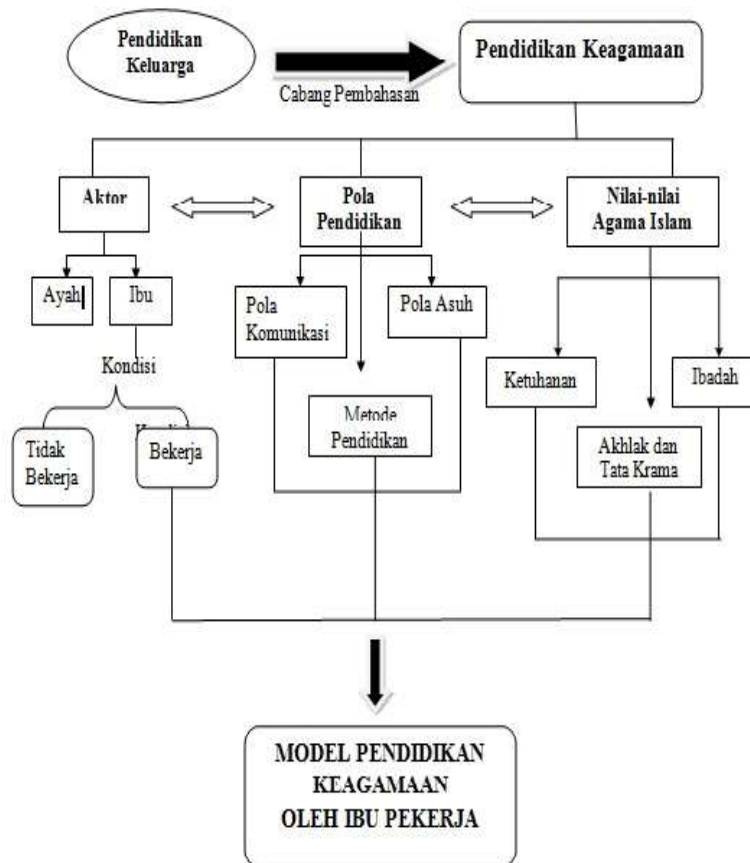 Pendidikan
Keluarga
Cabang Pembahasan
Pendidikan Keagamaan
Aktor
Pola
Pendidikan
Nilai-nilai
Agama Islam
Ayah
Ibu
Pola
Komunikasi
Pola Asuh
Ketuhanan
Ibadah
Kondisi
Metode
Pendidikan
Akhlak dan
Tata Krama
Tidak
Bekerja
Bekerja
MODEL PENDIDIKAN
KEAGAMAAN
OLEH IBU PEKERJA